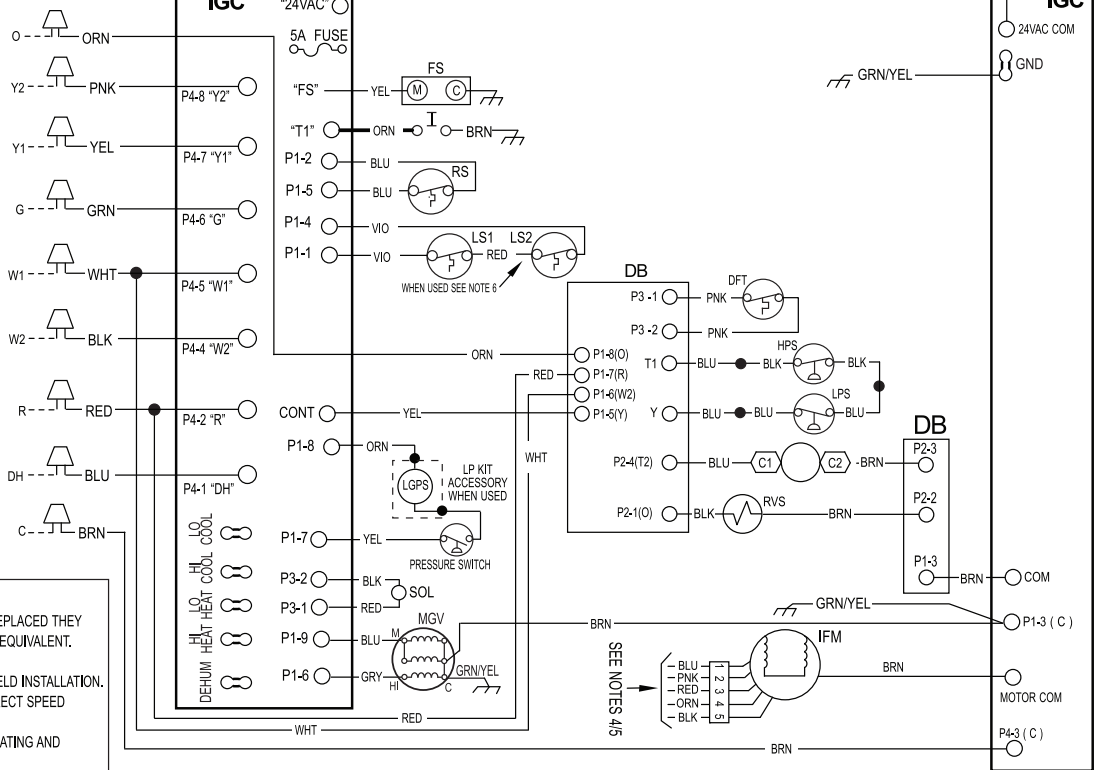 IGC
"24VAC"
5A FUSE
O ORN
Y2 PNK P4-8 "Y2"
Y1 YEL P4-7 "Y1"
G GRN P4-6 "G"
W1 WHT P4-5 "W1"
W2 BLK P4-4 "W2"
R RED P4-2 "R"
DH BLU P4-1 "DH"
C BRN
LO COOL
HI COOL
LO HEAT
HI HEAT
DEHUM
"FS" YEL FS M C
"T1" ORN BRN
P1-2 BLU
RS
P1-5 BLU
P1-4 VIO
P1-1 VIO LS1 RED LS2
WHEN USED SEE NOTE 6
ORN
CONT YEL
P1-8 ORN
LGPS
LP KIT
ACCESSORY
WHEN USED
P1-7 YEL
PRESSURE SWITCH
P3-2 BLK
SOL
P3-1 RED
MGV
P1-9 BLU M
P1-6 GRY HI C GRN/YEL
RED
WHT
BRN
BRN
WHT
RED
DB
P3 -1 PNK DFT
P3 -2 PNK
P1-8(O)
P1-7(R)
P1-6(W2)
P1-5(Y)
T1 BLU BLK HPS BLK
Y BLU BLU LPS BLU
P2-4(T2) BLU C1 C2 BRN
P2-1(O) BLK RVS BRN
DB
P2-3
P2-2
P1-3 BRN COM
GRN/YEL
P1-3 ( C )
IFM
BRN
MOTOR COM
P4-3 ( C )
SEE NOTES 4/5
BLU 1
PNK 2
RED 3
ORN 4
BLK 5
IGC
24VAC COM
GRN/YEL GND
EPLACED THEY
EQUIVALENT.
ELD INSTALLATION.
ECT SPEED
ATING AND